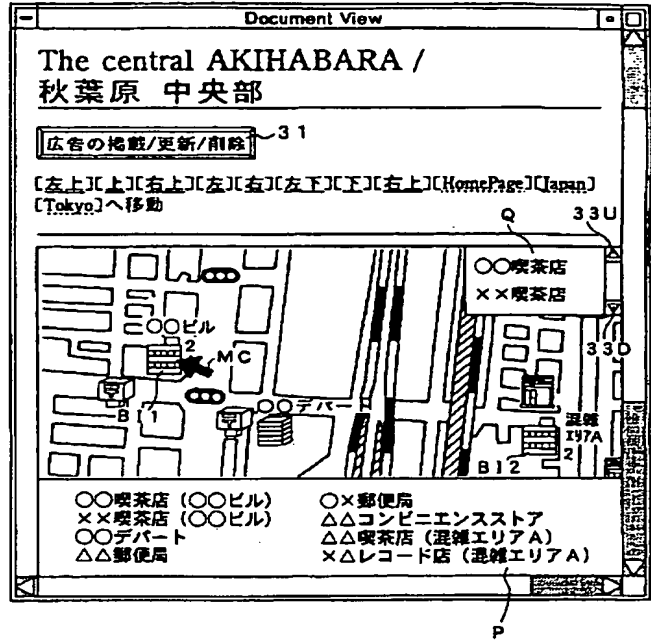 Document View
The central AKIHABARA /
秋葉原 中央部
広告の掲載/更新/削除
31
[左上][上][右上][左][右][左下][下][右上][HomePage][Japan]
[Tokyo]へ移動
Q
33U
○○喫茶店
××喫茶店
33D
○○ビル
2
MC
BI1
○○デパート
混雑
エリアA
2
BI2
○○喫茶店 (○○ビル)
××喫茶店 (○○ビル)
○○デパート
△△郵便局
○×郵便局
△△コンビニエンスストア
△△喫茶店 (混雑エリアA)
×△レコード店 (混雑エリアA)
P